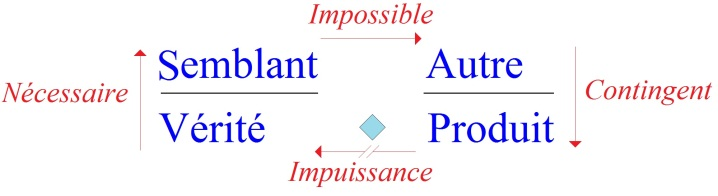 Impossible
Semblant Autre
Nécessaire Contingent
Vérité Produit
Impuissance